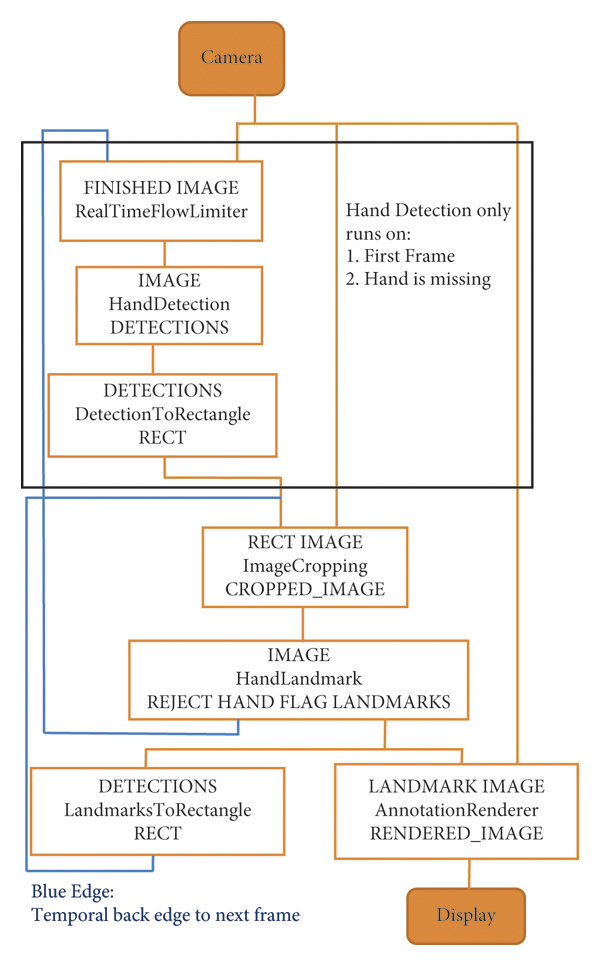 Camera
FINISHED IMAGE
RealTimeFlowLimiter
Hand Detection only
runs on:
1. First Frame
2. Hand is missing
IMAGE
HandDetection
DETECTIONS
DETECTIONS
DetectionToRectangle
RECT
RECT IMAGE
ImageCropping
CROPPED_IMAGE
IMAGE
HandLandmark
REJECT HAND FLAG LANDMARKS
DETECTIONS
LandmarksToRectangle
RECT
LANDMARK IMAGE
AnnotationRenderer
RENDERED_IMAGE
Blue Edge:
Temporal back edge to next frame
Display